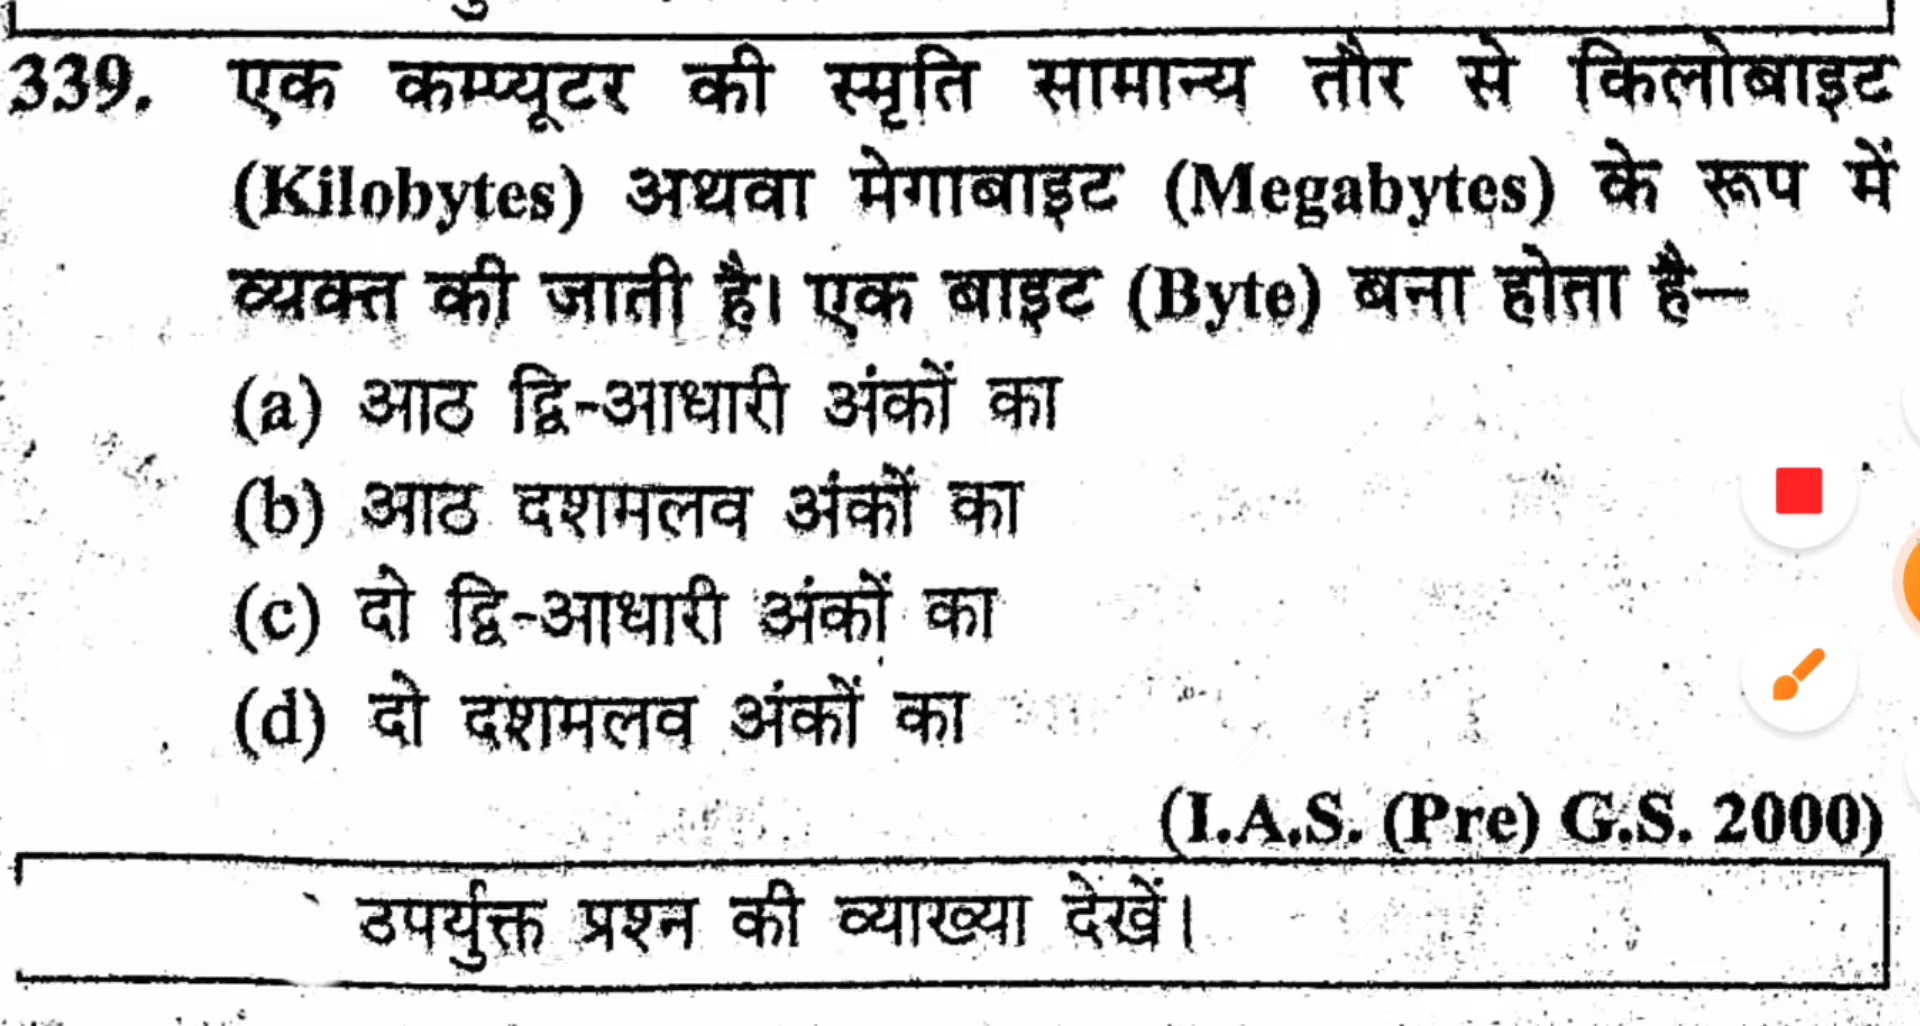 339. एक कम्प्यूटर की स्मृति सामान्य तौर से किलोबाइट
(Kilobytes) अथवा मेगाबाइट (Megabytes) के रूप में
व्यक्त की जाती है। एक बाइट (Byte) बना होता है—
(a) आठ द्वि-आधारी अंकों का
(b) आठ दशमलव अंकों का
(c) दो द्वि-आधारी अंकों का
(d) दो दशमलव अंकों का
(I.A.S. (Pre) G.S. 2000)
उपर्युक्त प्रश्न की व्याख्या देखें।